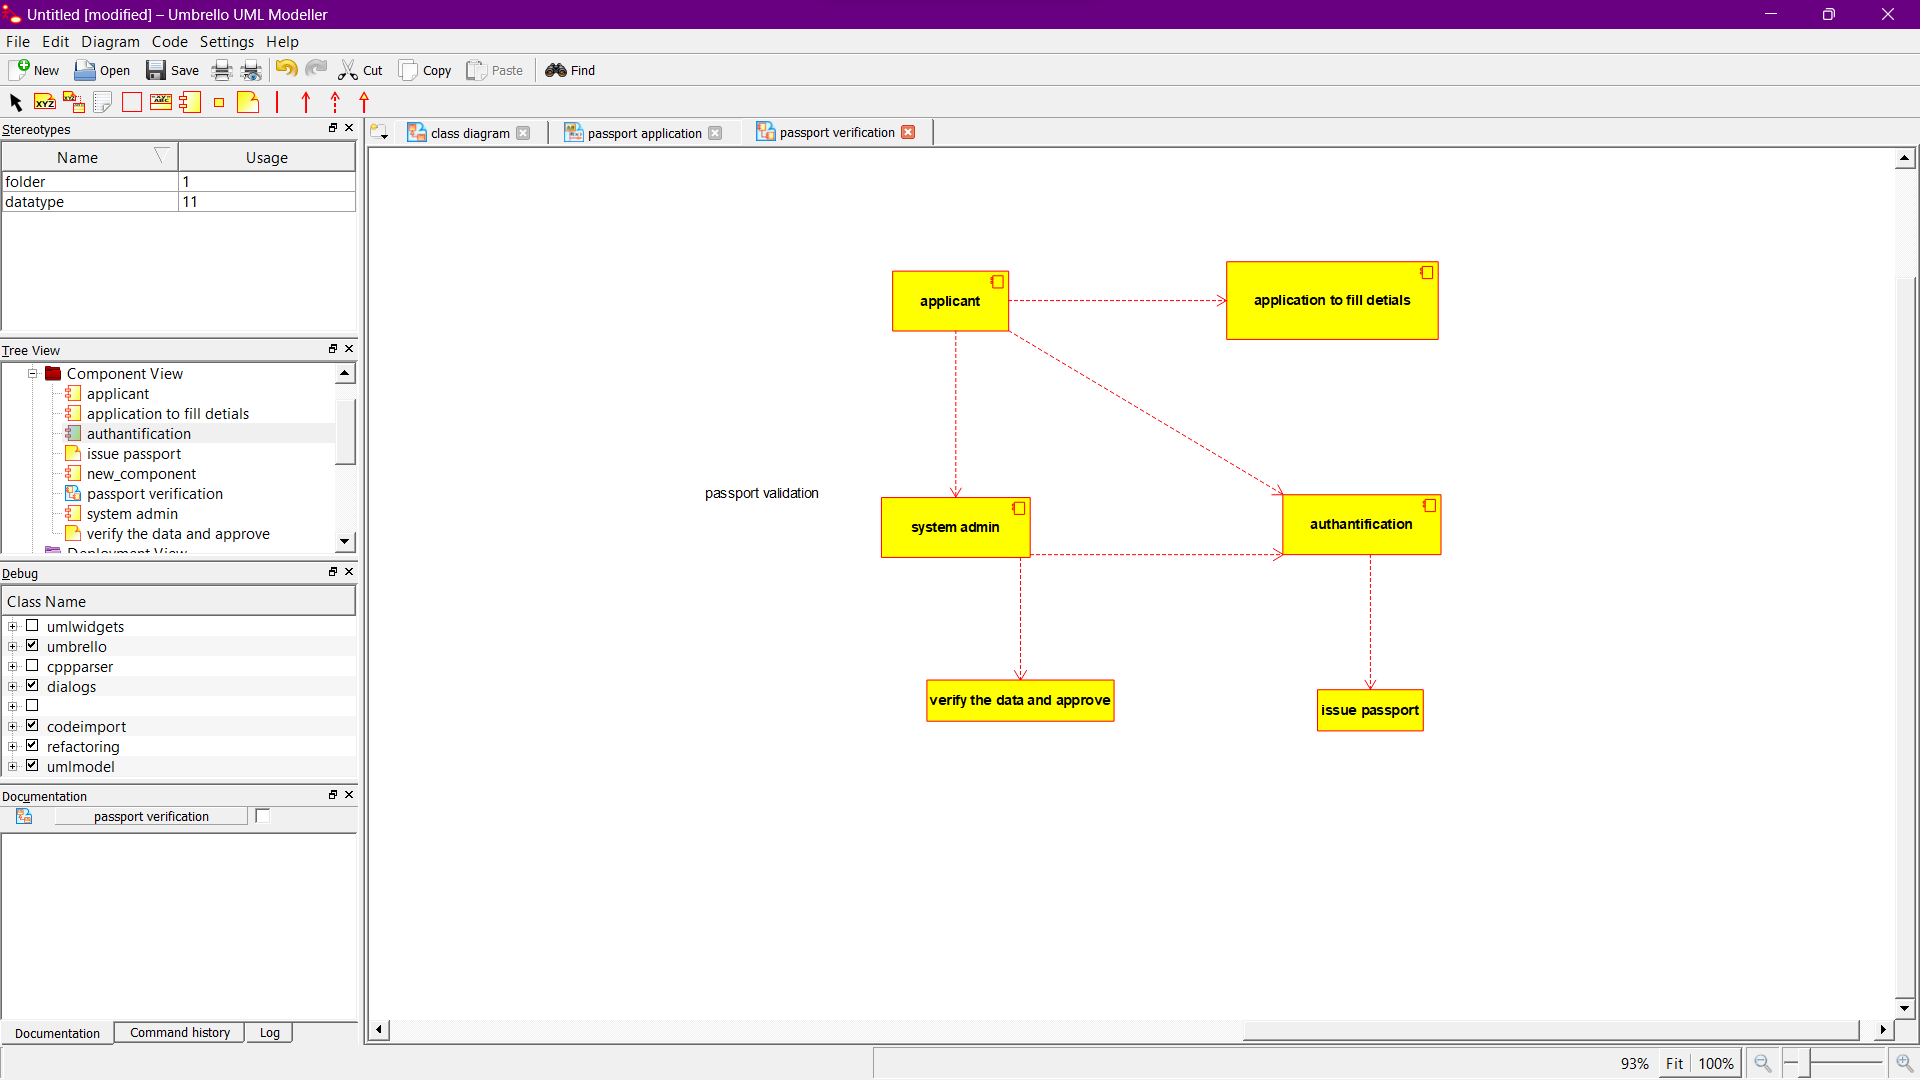 Untitled [modified] – Umbrello UML Modeller
File Edit Diagram Code Settings Help
New Open Save Cut Copy Paste Find
XYZ
Stereotypes
Name Usage
folder 1
datatype 11
Tree View
Component View
applicant
application to fill detials
authantification
issue passport
new_component
passport verification
system admin
verify the data and approve
Deployment View
Debug
Class Name
umlwidgets
umbrello
cppparser
dialogs
codeimport
refactoring
umlmodel
Documentation
passport verification
Documentation Command history Log
class diagram passport application passport verification
applicant
application to fill detials
passport validation
system admin
authantification
verify the data and approve
issue passport
93% Fit 100%